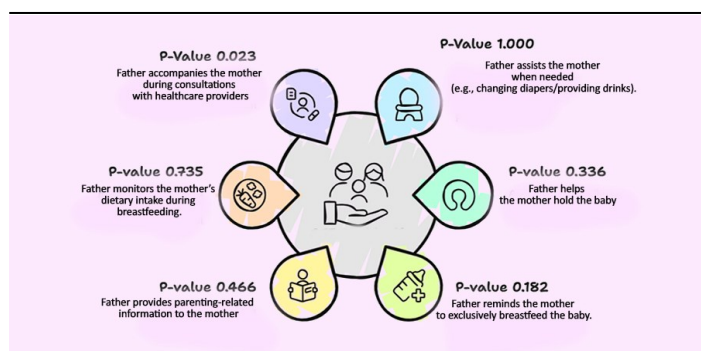 P-Value 0.023
Father accompanies the mother
during consultations
with healthcare providers
P-Value 1.000
Father assists the mother
when needed
(e.g., changing diapers/providing drinks).
P-value 0.735
Father monitors the mother's
dietary intake during
breastfeeding.
P-value 0.336
Father helps
the mother hold the baby
P-value 0.466
Father provides parenting-related
information to the mother
P-value 0.182
Father reminds the mother
to exclusively breastfeed the baby.